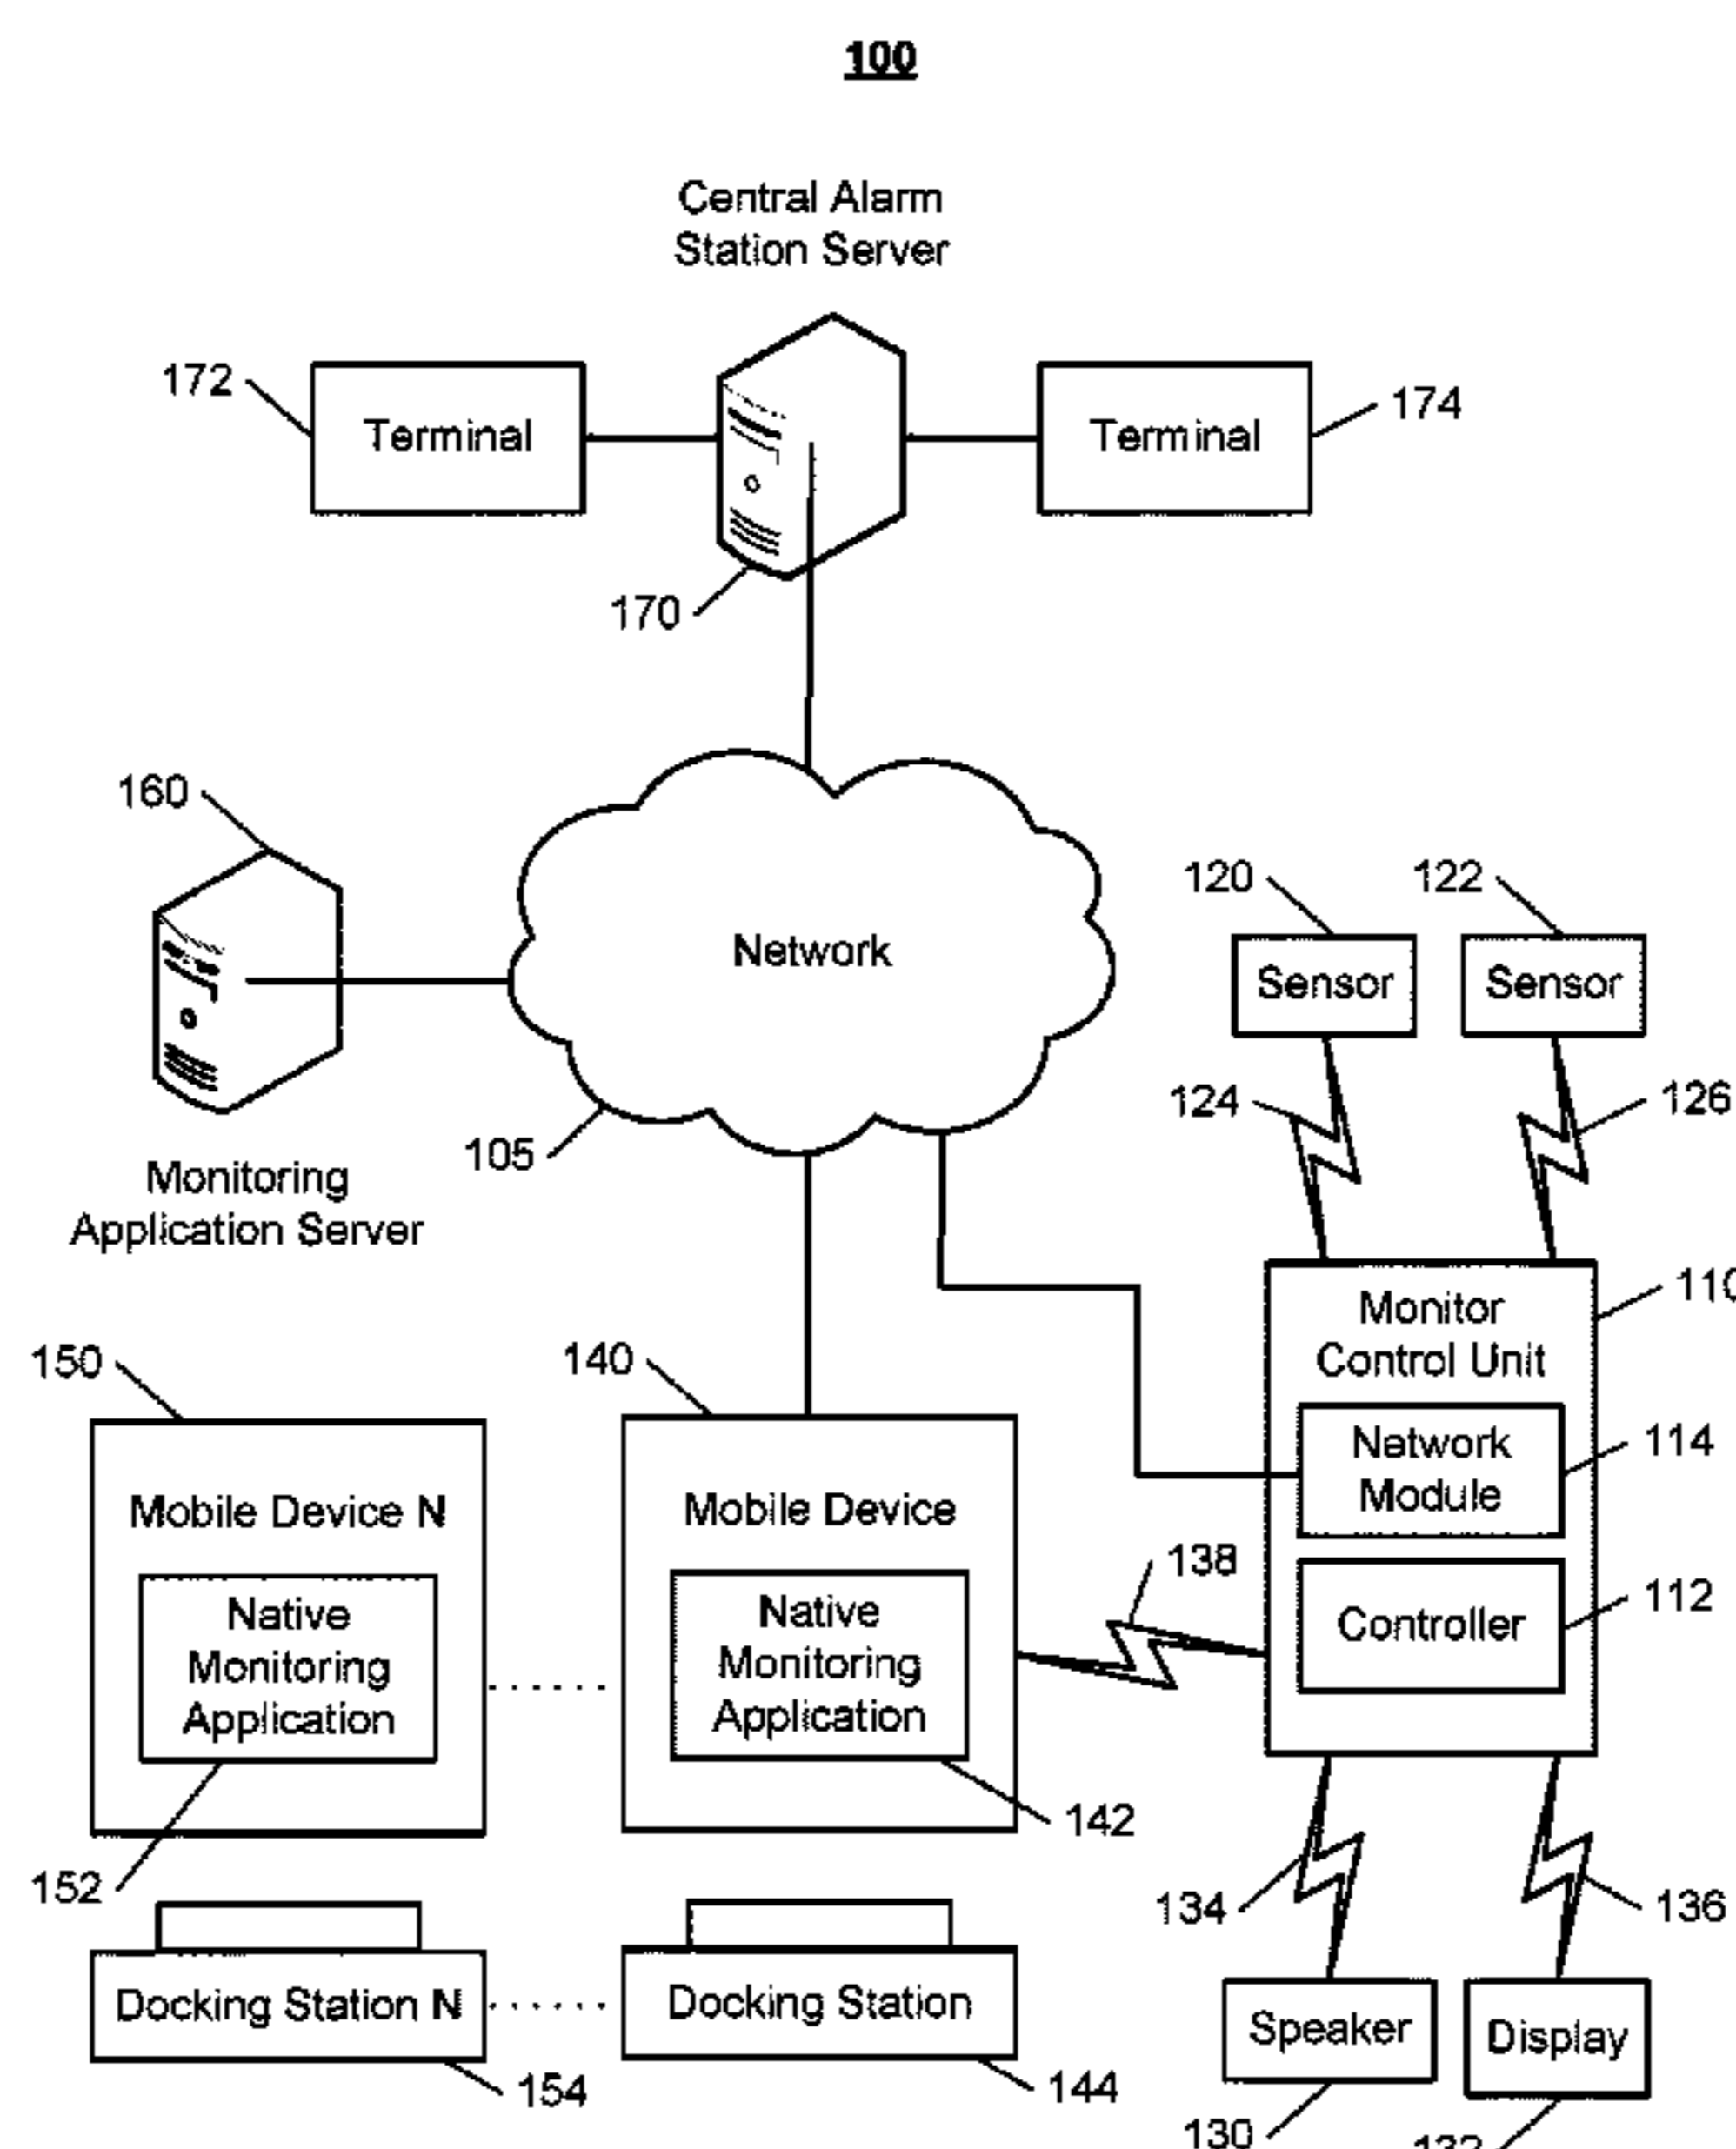 100
Central Alarm
Station Server
172
Terminal
Terminal
174
170
160
Network
120
122
Sensor
Sensor
124
126
105
Monitoring
Application Server
110
Monitor
Control Unit
150
140
Network
Module
114
Mobile Device N
Mobile Device
138
Native
Monitoring
Application
Native
Monitoring
Application
Controller
112
142
152
134
136
Docking Station N
Docking Station
Speaker
Display
154
144
130
132